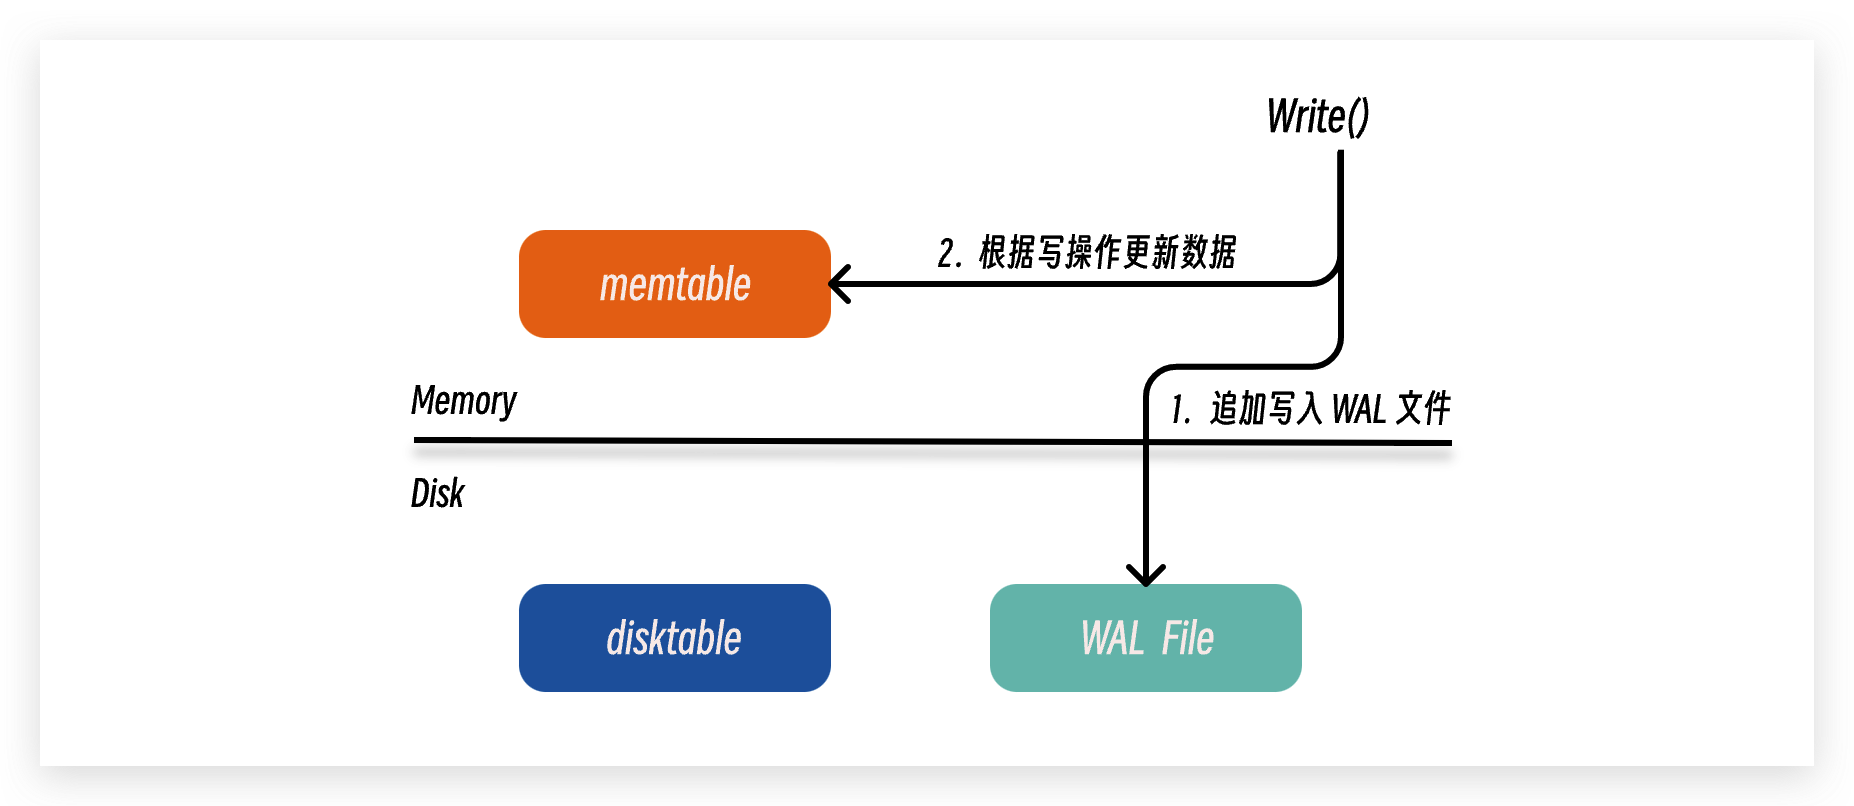 Write()
2. 根据写操作更新数据
memtable
Memory
1. 追加写入 WAL 文件
Disk
disktable
WAL File